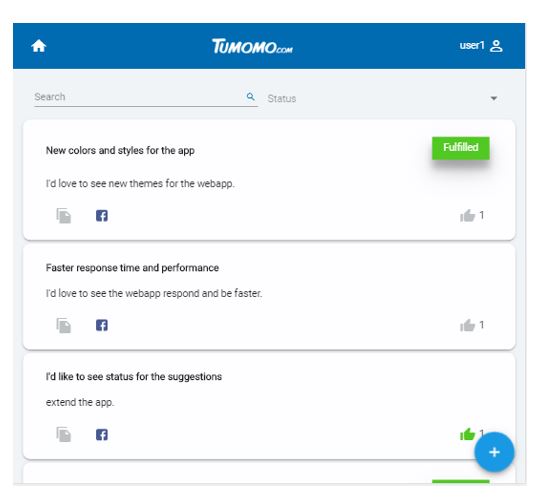 TUMOMO.COM
user1
Search
Status
New colors and styles for the app
Fulfilled
I'd love to see new themes for the webapp.
1
Faster response time and performance
I'd love to see the webapp respond and be faster.
1
I'd like to see status for the suggestions
extend the app.
1
+